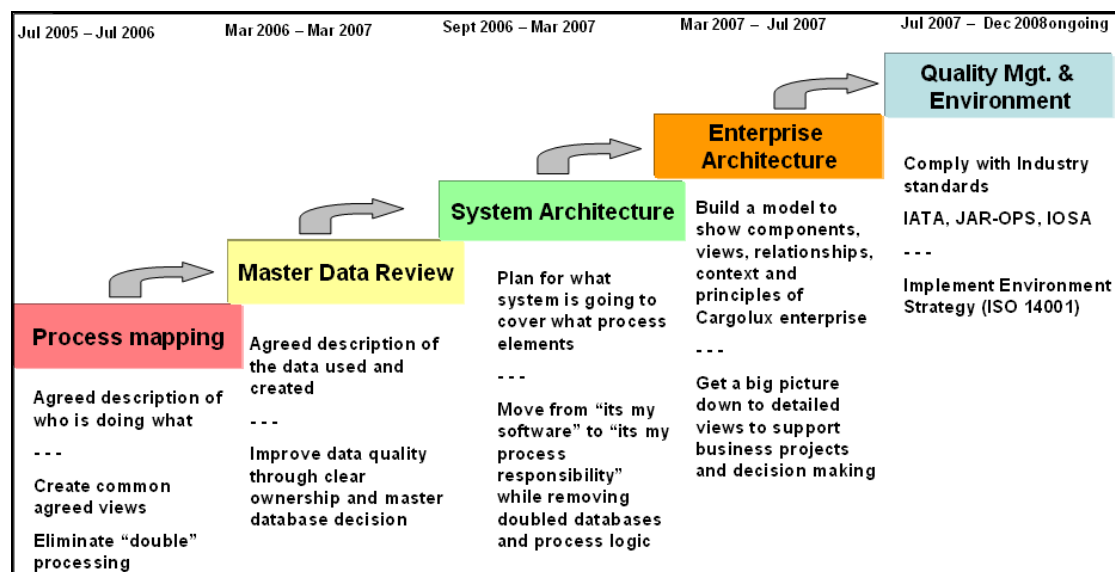 Jul 2005 – Jul 2006
Mar 2006 – Mar 2007
Sept 2006 – Mar 2007
Mar 2007 – Jul 2007
Jul 2007 – Dec 2008ongoing
Process mapping
Agreed description of
who is doing what
- - -
Create common
agreed views
Eliminate “double”
processing
Master Data Review
Agreed description of
the data used and
created
- - -
Improve data quality
through clear
ownership and master
database decision
System Architecture
Plan for what
system is going to
cover what process
elements
- - -
Move from “its my
software” to “its my
process
responsibility”
while removing
doubled databases
and process logic
Enterprise
Architecture
Build a model to
show components,
views, relationships,
context and
principles of
Cargolux enterprise
- - -
Get a big picture
down to detailed
views to support
business projects
and decision making
Quality Mgt. &
Environment
Comply with Industry
standards
IATA, JAR-OPS, IOSA
- - -
Implement Environment
Strategy (ISO 14001)